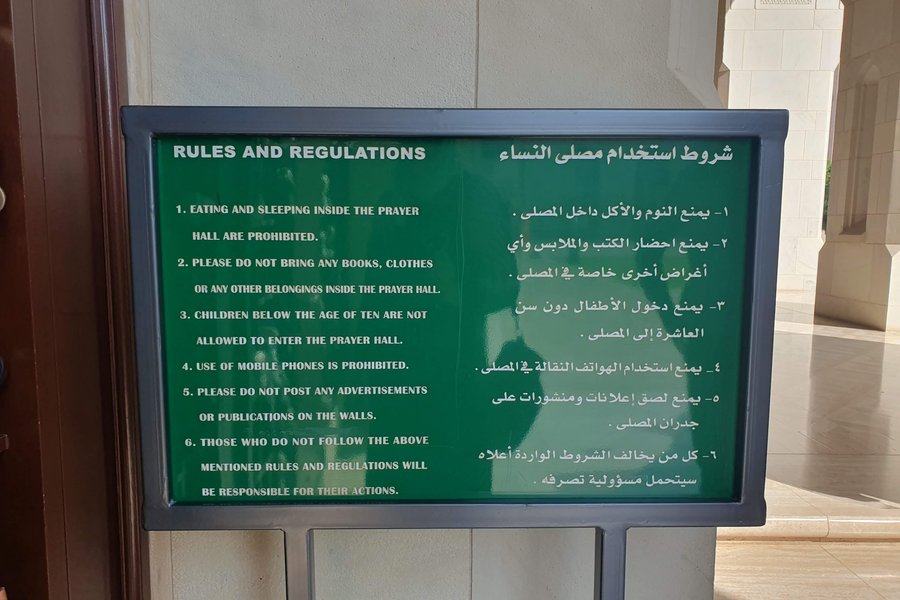 RULES AND REGULATIONS
1. EATING AND SLEEPING INSIDE THE PRAYER
HALL ARE PROHIBITED.
2. PLEASE DO NOT BRING ANY BOOKS, CLOTHES
OR ANY OTHER BELONGINGS INSIDE THE PRAYER HALL.
3. CHILDREN BELOW THE AGE OF TEN ARE NOT
ALLOWED TO ENTER THE PRAYER HALL.
4. USE OF MOBILE PHONES IS PROHIBITED.
5. PLEASE DO NOT POST ANY ADVERTISEMENTS
OR PUBLICATIONS ON THE WALLS.
6. THOSE WHO DO NOT FOLLOW THE ABOVE
MENTIONED RULES AND REGULATIONS WILL
BE RESPONSIBLE FOR THEIR ACTIONS.
شروط استخدام مصلى النساء
١- يمنع النوم والأكل داخل المصلى .
٢- يمنع احضار الكتب والملابس وأي
أغراض أخرى خاصة في المصلى .
٣- يمنع دخول الأطفال دون سن
العاشرة إلى المصلى .
٤- يمنع استخدام الهواتف النقالة في المصلى .
٥- يمنع لصق إعلانات ومنشورات على
جدران المصلى .
٦- كل من يخالف الشروط الواردة أعلاه
سيتحمل مسؤولية تصرفه .